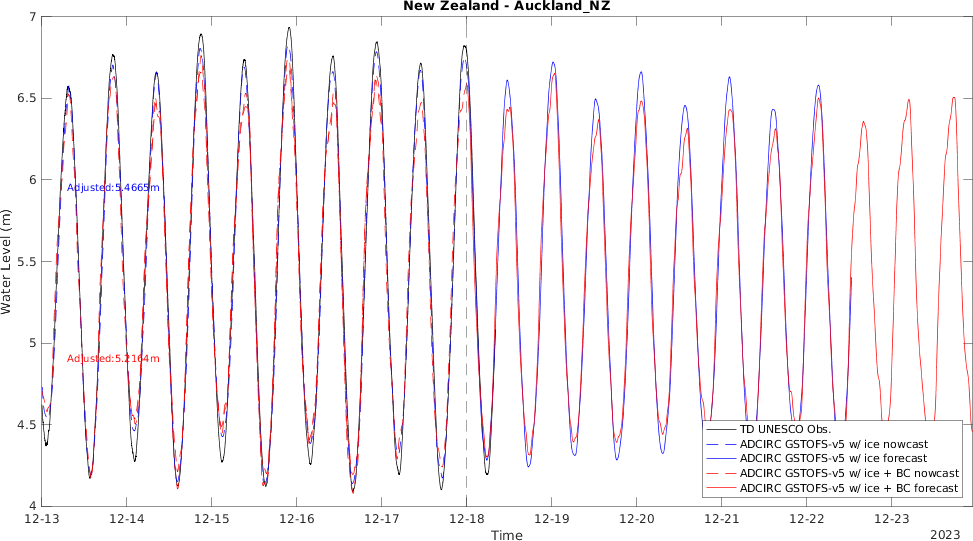 New Zealand - Auckland_NZ
7
6.5
6
5.5
5
4.5
4
Water Level (m)
Adjusted:5.4665m
Adjusted:5.2164m
TD UNESCO Obs.
ADCIRC GSTOFS-v5 w/ ice nowcast
ADCIRC GSTOFS-v5 w/ ice forecast
ADCIRC GSTOFS-v5 w/ ice + BC nowcast
ADCIRC GSTOFS-v5 w/ ice + BC forecast
12-13 12-14 12-15 12-16 12-17 12-18 12-19 12-20 12-21 12-22 12-23
Time
2023